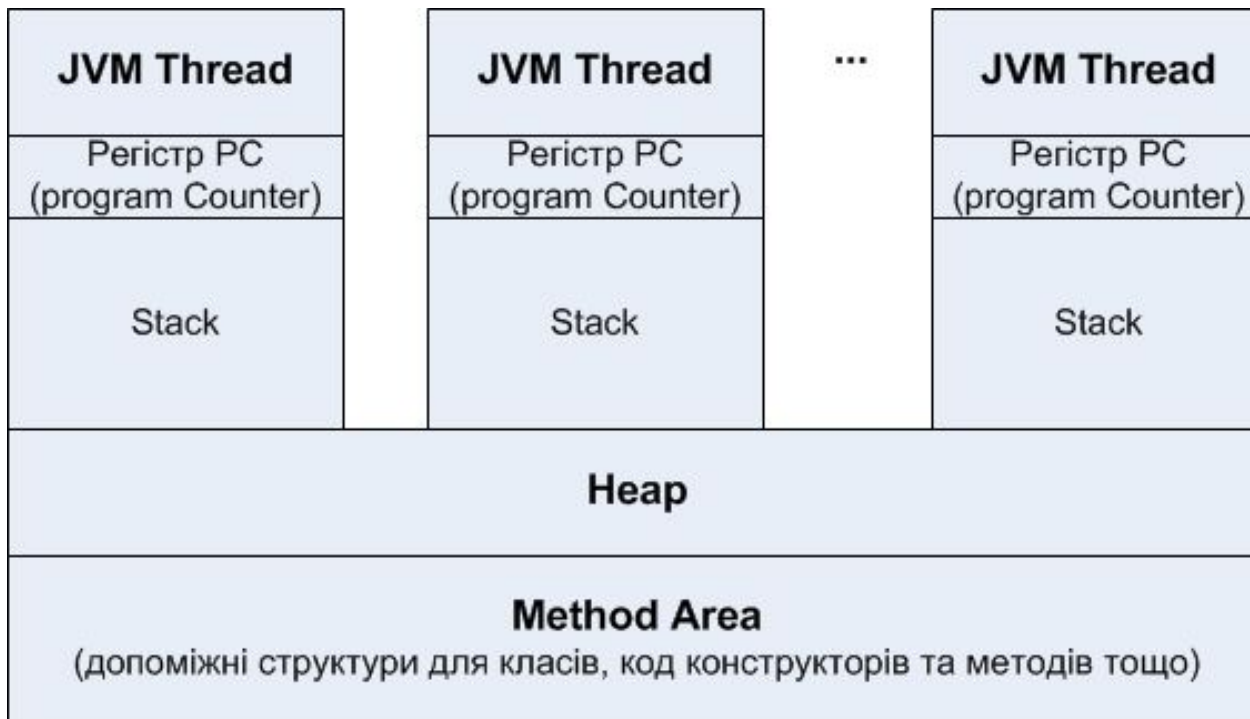 JVM Thread
JVM Thread
...
JVM Thread
Регістр PC
(program Counter)
Регістр PC
(program Counter)
Регістр PC
(program Counter)
Stack
Stack
Stack
Heap
Method Area
(допоміжні структури для класів, код конструкторів та методів тощо)